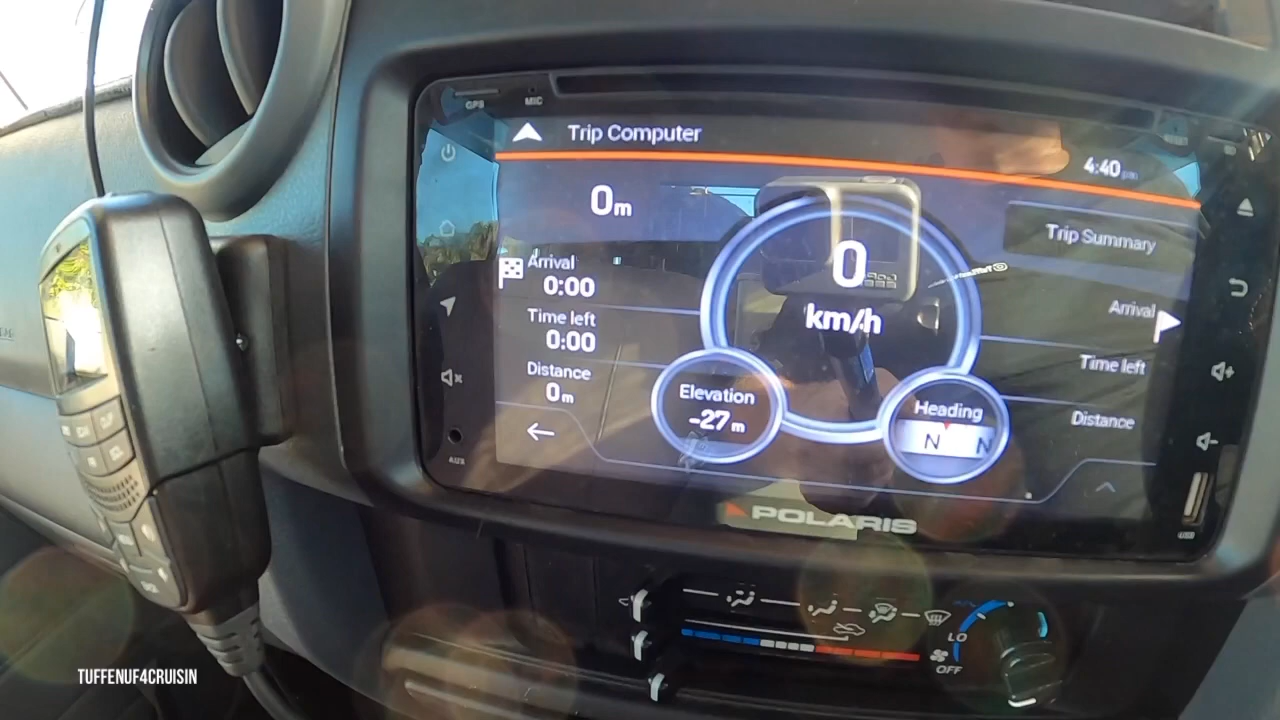 GPS
MIC
Trip Computer
4:40 pm
0m
0
km/h
Trip Summary
Arrival
0:00
Time left
0:00
Distance
0m
Arrival
Time left
Distance
Elevation
-27 m
Heading
N N
AUX
POLARIS
LO
OFF
TUFFENUF4CRUISIN